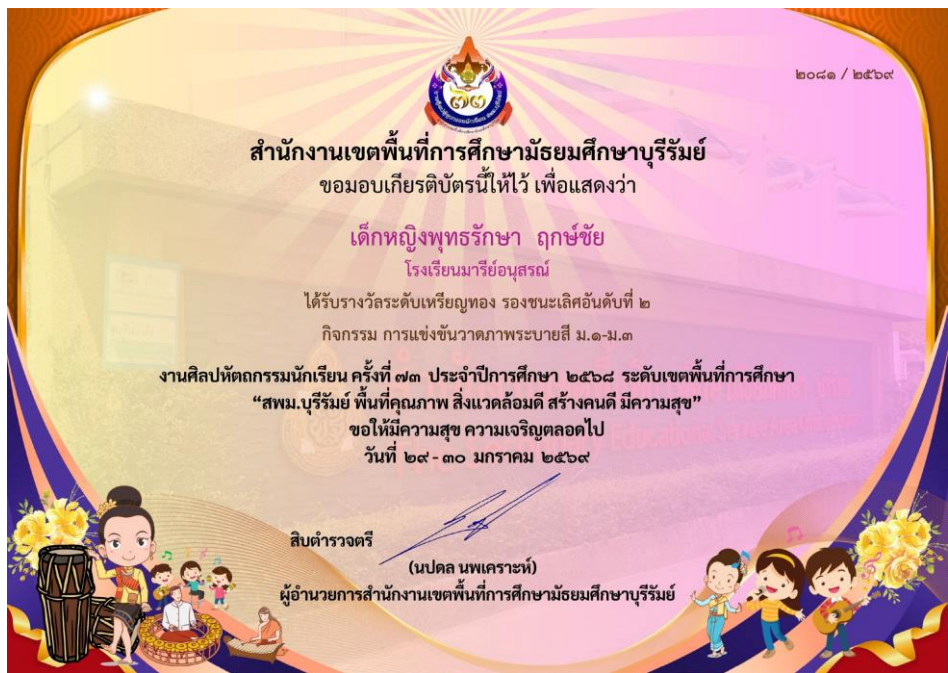 ๒๐๘๑ / ๒๕๖๙
๗๓
สำนักงานเขตพื้นที่การศึกษามัธยมศึกษาบุรีรัมย์
ขอมอบเกียรติบัตรนี้ให้ไว้ เพื่อแสดงว่า
เด็กหญิงพุทธรักษา ฤกษ์ชัย
โรงเรียนมารีย์อนุสรณ์
ได้รับรางวัลระดับเหรียญทอง รองชนะเลิศอันดับที่ ๒
กิจกรรม การแข่งขันวาดภาพระบายสี ม.๑-ม.๓
งานศิลปหัตถกรรมนักเรียน ครั้งที่ ๗๓ ประจำปีการศึกษา ๒๕๖๘ ระดับเขตพื้นที่การศึกษา
“สพม.บุรีรัมย์ พื้นที่คุณภาพ สิ่งแวดล้อมดี สร้างคนดี มีความสุข”
ขอให้มีความสุข ความเจริญตลอดไป
วันที่ ๒๙ - ๓๐ มกราคม ๒๕๖๙
สิบตำรวจตรี
(นปดล นพเคราะห์)
ผู้อำนวยการสำนักงานเขตพื้นที่การศึกษามัธยมศึกษาบุรีรัมย์